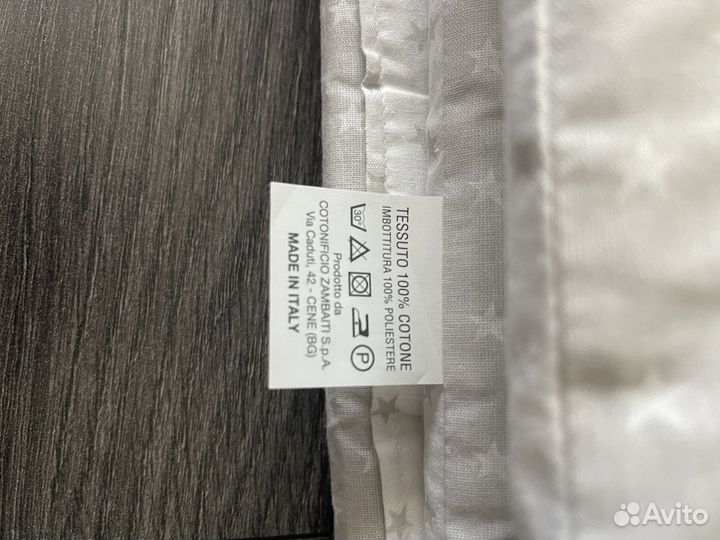 TESSUTO 100% COTONE
IMBOTTITURA 100% POLIESTERE
30°
P
Prodotto da
COTONIFICIO ZAMBAITI S.p.A.
Via Caduti, 42 - CENE (BG)
MADE IN ITALY
Avito